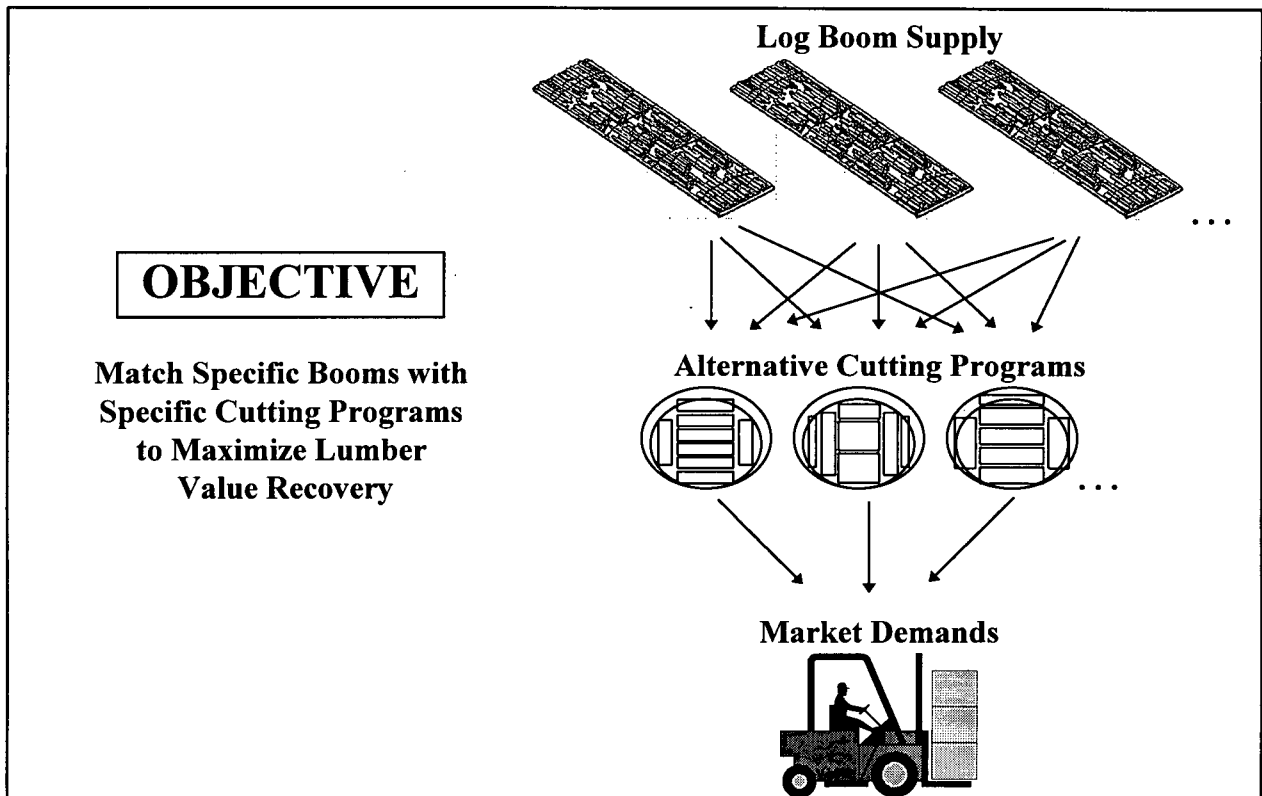 Log Boom Supply
. . .
OBJECTIVE
Match Specific Booms with
Specific Cutting Programs
to Maximize Lumber
Value Recovery
Alternative Cutting Programs
. . .
Market Demands